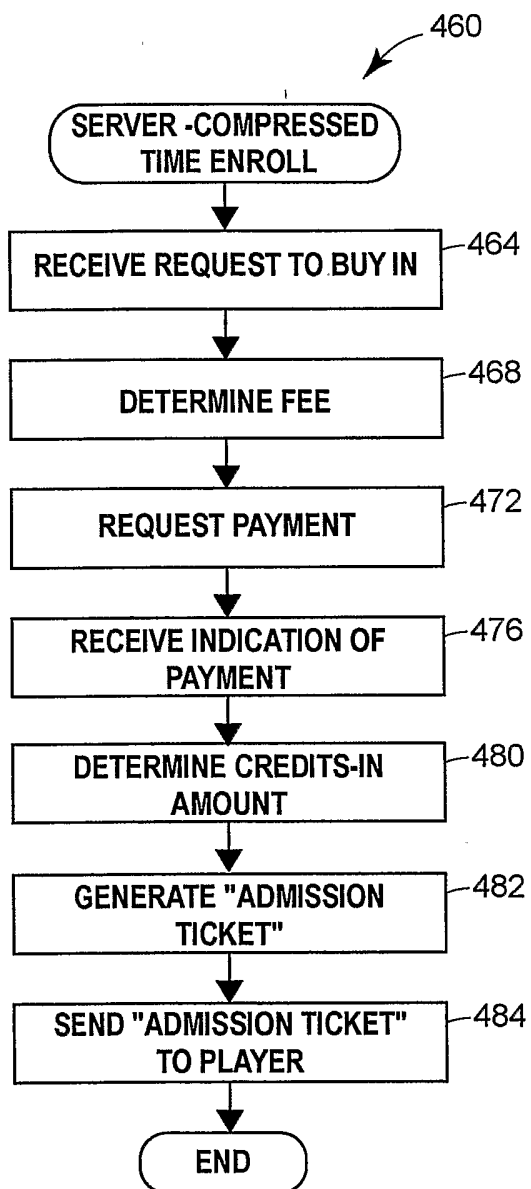 460
SERVER -COMPRESSED
TIME ENROLL
RECEIVE REQUEST TO BUY IN
464
DETERMINE FEE
468
REQUEST PAYMENT
472
RECEIVE INDICATION OF
PAYMENT
476
DETERMINE CREDITS-IN
AMOUNT
480
GENERATE "ADMISSION
TICKET"
482
SEND "ADMISSION TICKET"
TO PLAYER
484
END